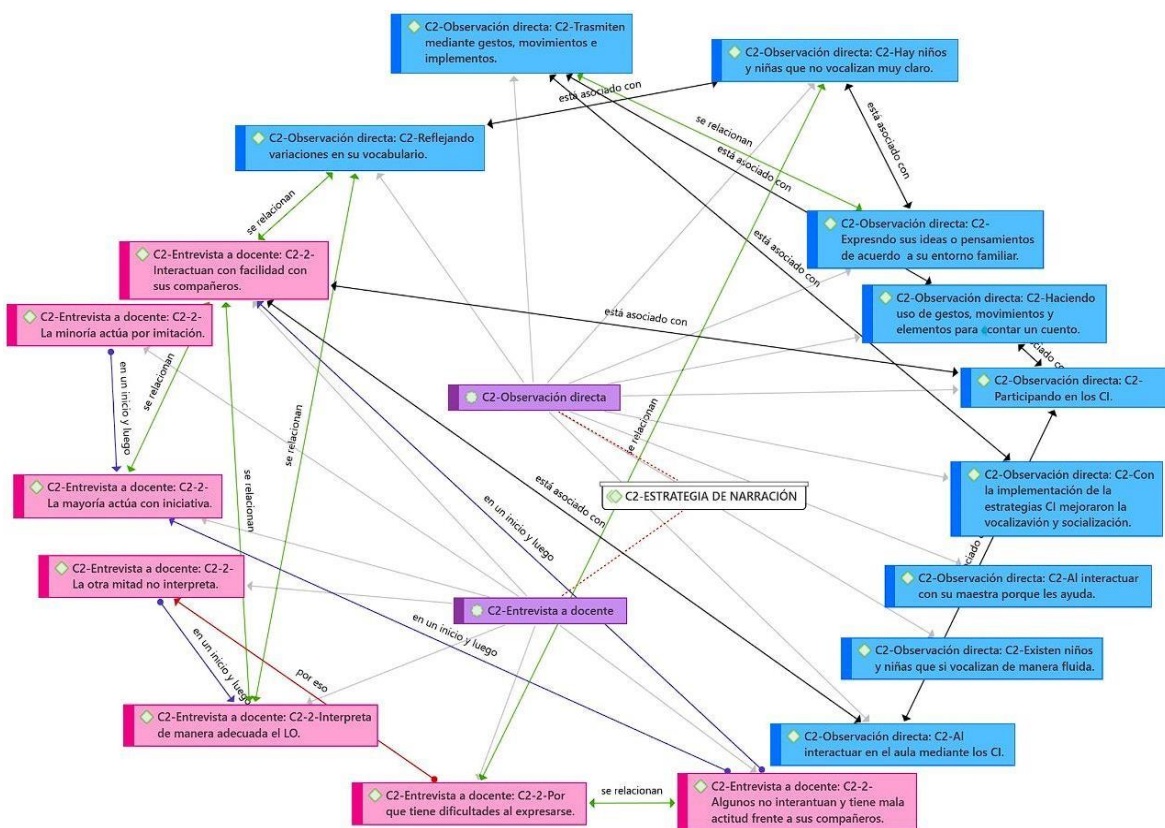 C2-Observación directa: C2-Trasmiten
mediante gestos, movimientos e
implementos.
C2-Observación directa: C2-Hay niños
y niñas que no vocalizan muy claro.
está asociado con
C2-Observación directa: C2-Reflejando
variaciones en su vocabulario.
se relacionan
está asociado con
está asociado con
se relacionan
C2-Observación directa: C2-
Expresndo sus ideas o pensamientos
de acuerdo a su entorno familiar.
C2-Entrevista a docente: C2-2-
Interactuan con facilidad con
sus compañeros.
está asociado con
C2-Observación directa: C2-Haciendo
uso de gestos, movimientos y
elementos para contar un cuento.
C2-Entrevista a docente: C2-2-
La minoría actúa por imitación.
está asociado con
en un inicio y luego
se relacionan
C2-Observación directa: C2-
Participando en los CI.
C2-Observación directa
se relacionan
se relacionan
C2-Entrevista a docente: C2-2-
La mayoría actúa con iniciativa.
se relacionan
C2-ESTRATEGIA DE NARRACIÓN
C2-Observación directa: C2-Con
la implementación de la
estrategias CI mejoraron la
vocalizavión y socialización.
está asociado con
en un inicio y luego
C2-Entrevista a docente: C2-2-
La otra mitad no interpreta.
C2-Observación directa: C2-Al interactuar
con su maestra porque les ayuda.
C2-Entrevista a docente
en un inicio y luego
en un inicio y luego
C2-Observación directa: C2-Existen niños
y niñas que si vocalizan de manera fluida.
por eso
C2-Entrevista a docente: C2-2-Interpreta
de manera adecuada el LO.
C2-Observación directa: C2-Al
interactuar en el aula mediante los CI.
C2-Entrevista a docente: C2-2-Por
que tiene dificultades al expresarse.
se relacionan
C2-Entrevista a docente: C2-2-
Algunos no interantuan y tiene mala
actitud frente a sus compañeros.